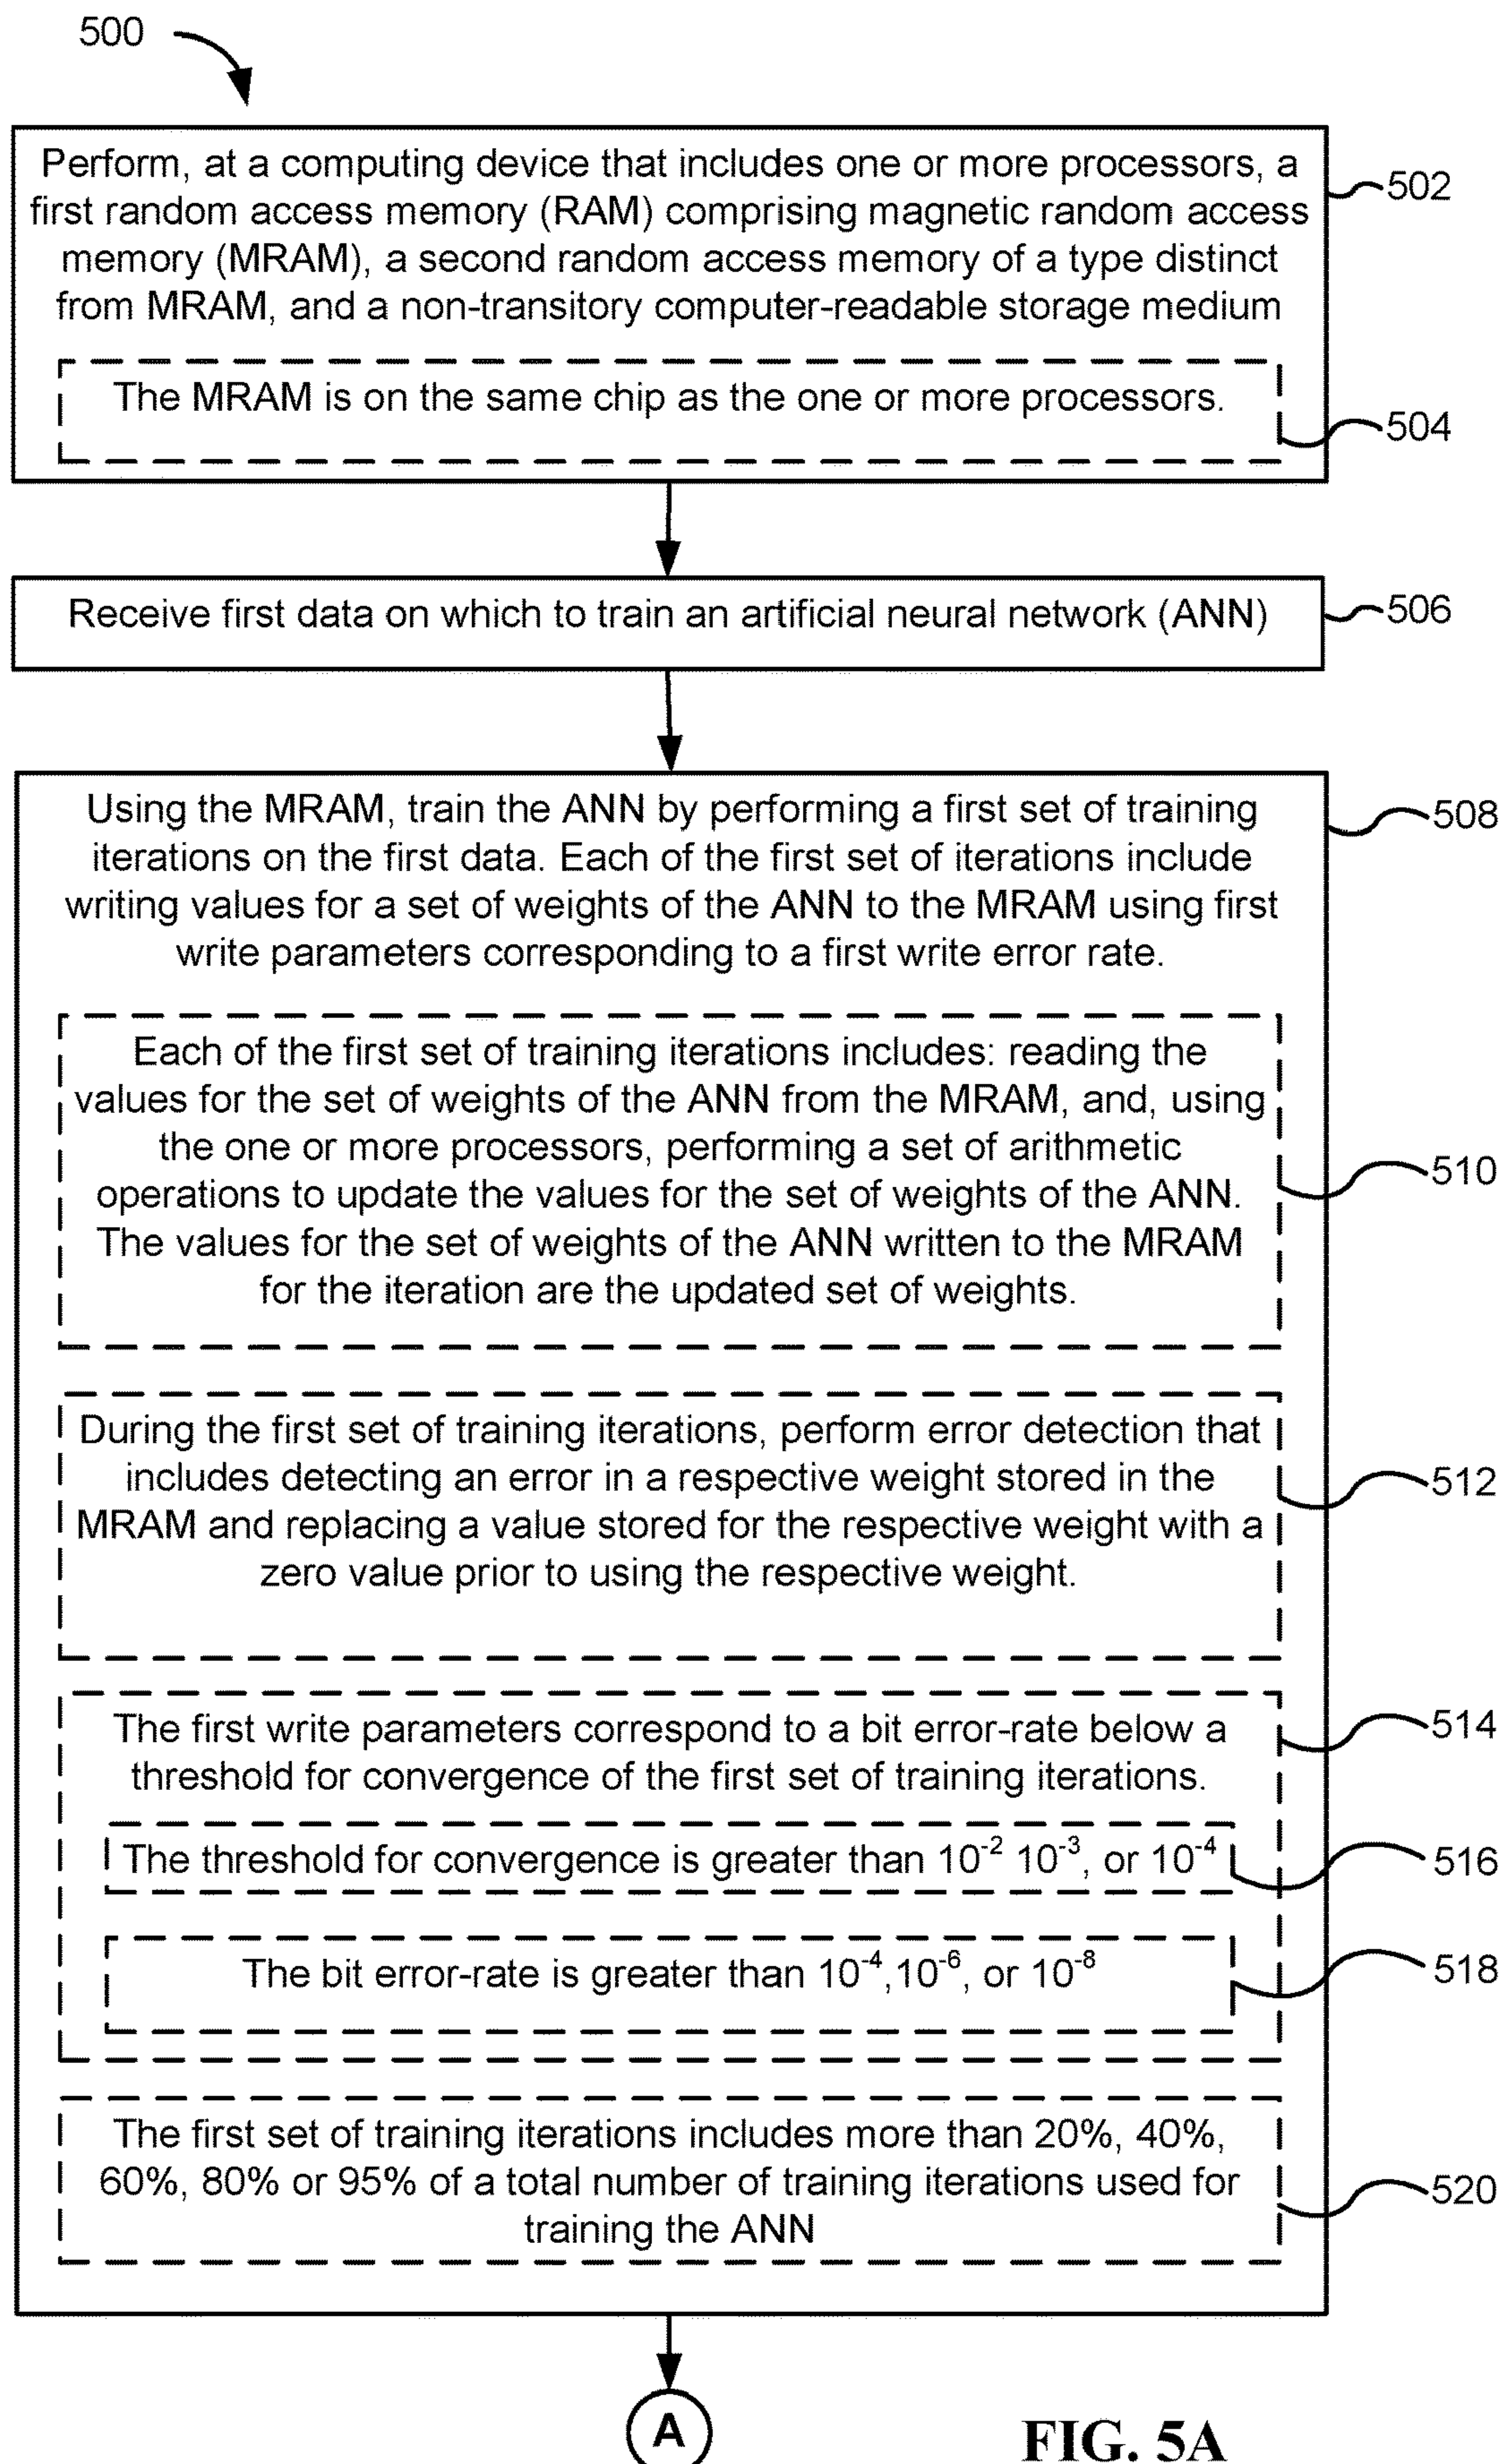 500
Perform, at a computing device that includes one or more processors, a
first random access memory (RAM) comprising magnetic random access
memory (MRAM), a second random access memory of a type distinct
from MRAM, and a non-transitory computer-readable storage medium
502
The MRAM is on the same chip as the one or more processors.
504
Receive first data on which to train an artificial neural network (ANN)
506
Using the MRAM, train the ANN by performing a first set of training
iterations on the first data. Each of the first set of iterations include
writing values for a set of weights of the ANN to the MRAM using first
write parameters corresponding to a first write error rate.
508
Each of the first set of training iterations includes: reading the
values for the set of weights of the ANN from the MRAM, and, using
the one or more processors, performing a set of arithmetic
operations to update the values for the set of weights of the ANN.
The values for the set of weights of the ANN written to the MRAM
for the iteration are the updated set of weights.
510
During the first set of training iterations, perform error detection that
includes detecting an error in a respective weight stored in the
MRAM and replacing a value stored for the respective weight with a
zero value prior to using the respective weight.
512
The first write parameters correspond to a bit error-rate below a
threshold for convergence of the first set of training iterations.
514
The threshold for convergence is greater than 10⁻² 10⁻³, or 10⁻⁴
516
The bit error-rate is greater than 10⁻⁴,10⁻⁶, or 10⁻⁸
518
The first set of training iterations includes more than 20%, 40%,
60%, 80% or 95% of a total number of training iterations used for
training the ANN
520
A
FIG. 5A